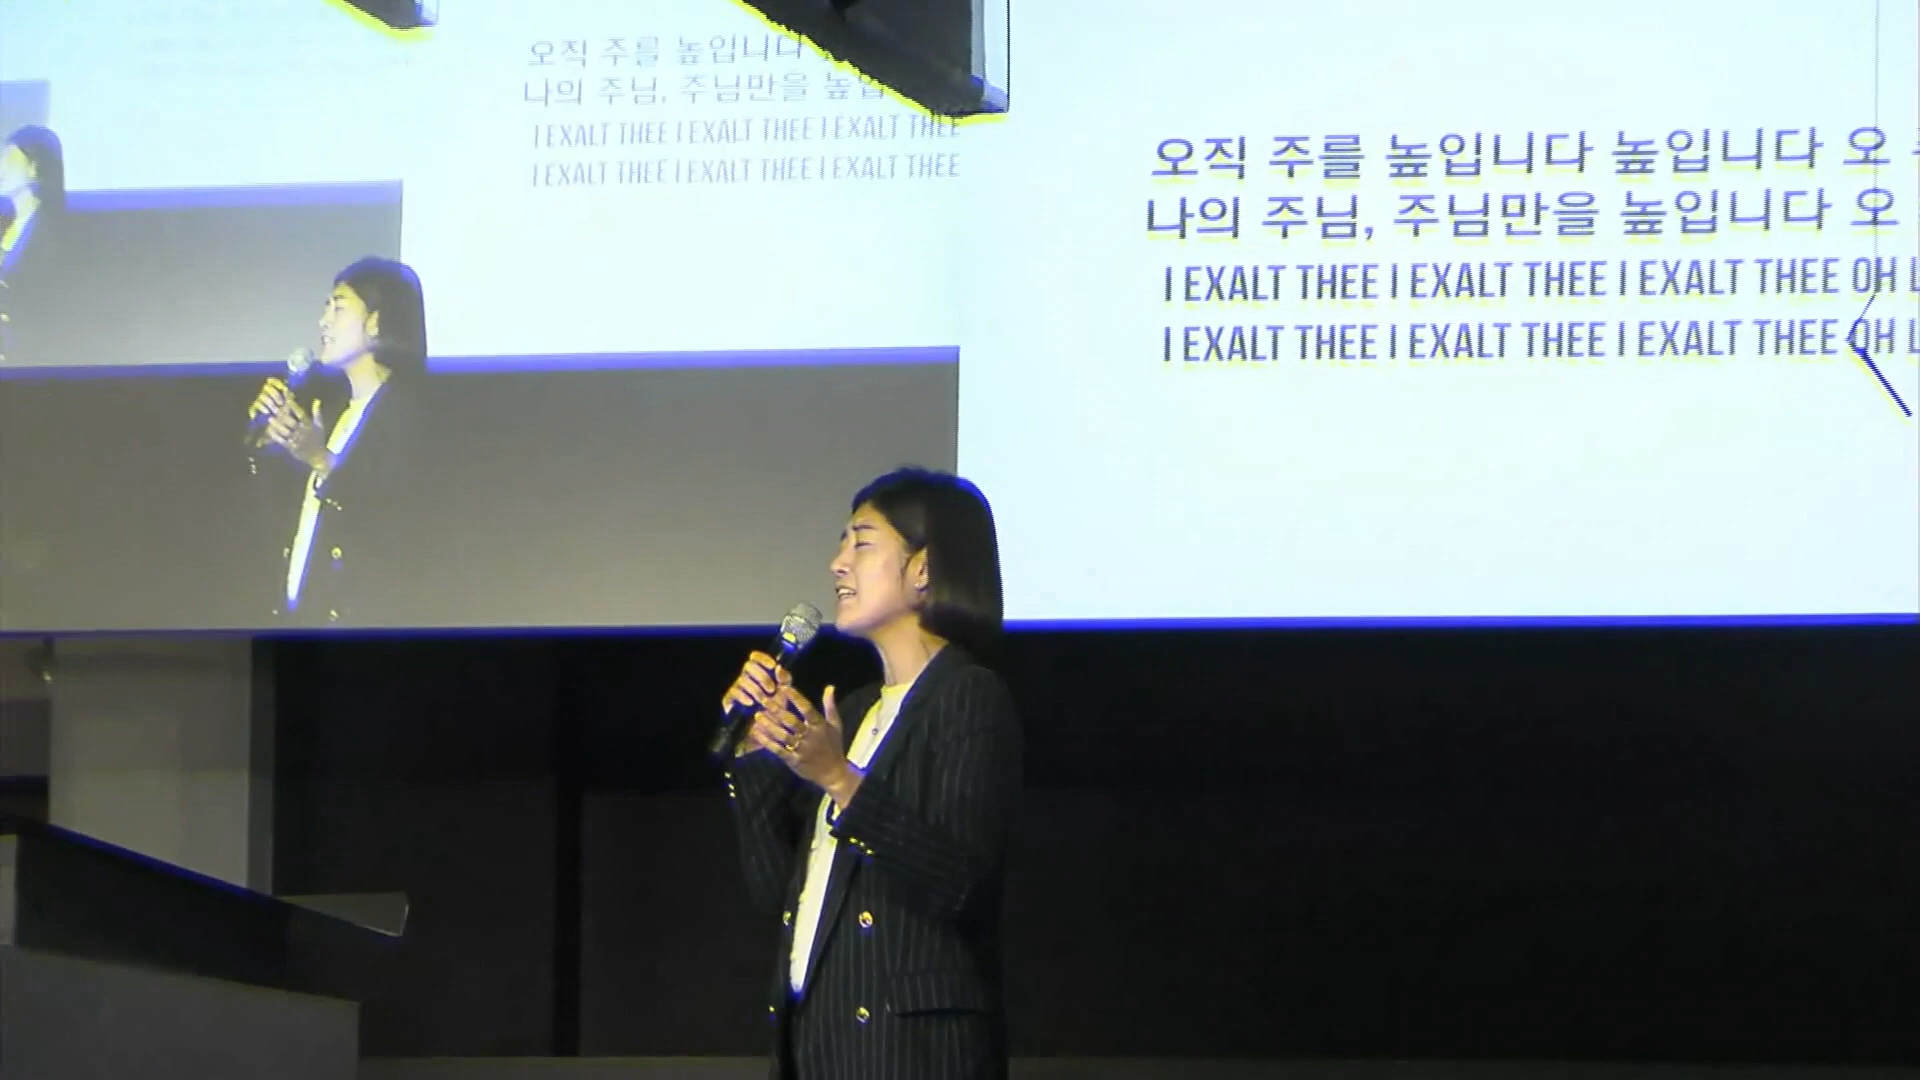 오직 주를 높입니다
나의 주님, 주님만을
I EXALT THEE I EXALT THEE I EXALT THEE
I EXALT THEE I EXALT THEE I EXALT THEE
오직 주를 높입니다 높입니다 오
나의 주님, 주님만을 높입니다 오
I EXALT THEE I EXALT THEE I EXALT THEE OH
I EXALT THEE I EXALT THEE I EXALT THEE OH